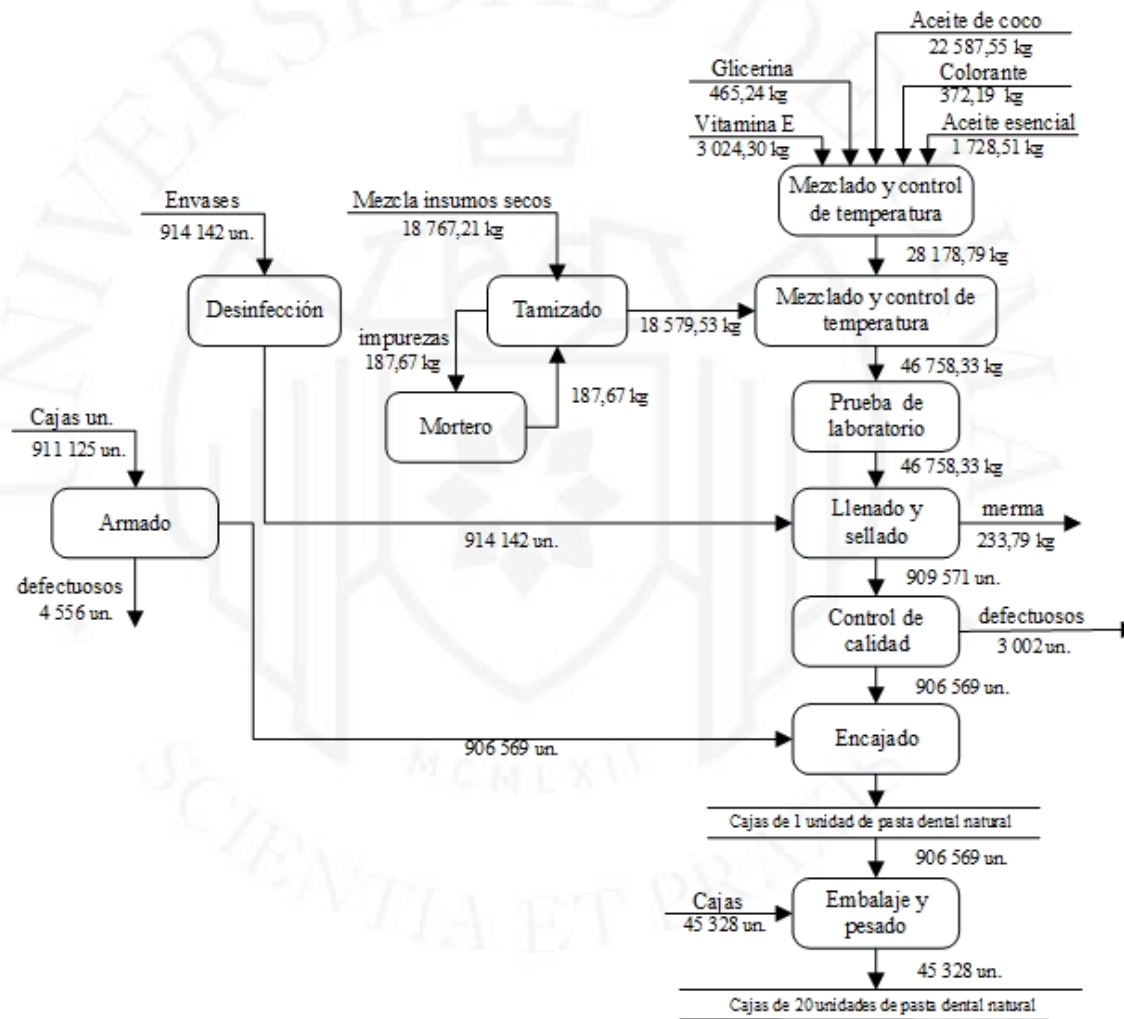 Aceite de coco
22 587,55 kg
Glicerina
465,24 kg
Colorante
372,19 kg
Vitamina E
3 024,30 kg
Aceite esencial
1 728,51 kg
Mezclado y control
de temperatura
28 178,79 kg
Envases
914 142 un.
Mezcla insumos secos
18 767,21 kg
Desinfección
Tamizado
18 579,53 kg
Mezclado y control de
temperatura
impurezas
187,67 kg
187,67 kg
Mortero
46 758,33 kg
Prueba de
laboratorio
46 758,33 kg
Cajas un.
911 125 un.
Armado
defectuosos
4 556 un.
914 142 un.
Llenado y
sellado
merma
233,79 kg
909 571 un.
Control de
calidad
defectuosos
3 002 un.
906 569 un.
906 569 un.
Encajado
Cajas de 1 unidad de pasta dental natural
906 569 un.
Cajas
45 328 un.
Embalaje y
pesado
45 328 un.
Cajas de 20 unidades de pasta dental natural
UNIVERSIDAD DE LIMA
MCMLXII
SCIENTIA ET PRAXIS